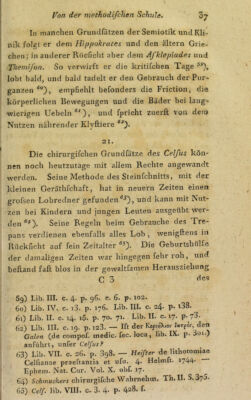 Von der methodischen Schule. 37
In manchen Grundsätzen der Semiotik und Kli-
nik folgt er dem Hippokrates und den ältern Grie-
chen; in anderer Rücksicht aber dem Asklepiades und
Themison. So verwirft er die kritischen Tage 59),
lobt bald, und bald tadelt er den Gebrauch der Pur-
ganzen 60), empfiehlt besonders die Friction, die
körperlichen Bewegungen und die Bäder bei lang-
wierigen Uebeln 61), und spricht zuerst von dem
Nutzen nährender Klystiere 62).
21.
Die chirurgischen Grundsätze des Celsus kön-
nen noch heutzutage mit allem Rechte angewandt
werden. Seine Methode des Steinschnitts, mit der
kleinen Geräthschaft, hat in neuern Zeiten einen
großen Lobredner gefunden 63), und kann mit Nut-
zen bei Kindern und jungen Leuten ausgeübt wer-
den 64). Seine Regeln beim Gebrauche des Tre-
pans verdienen ebenfalls alles Lob, wenigstens in
Rücksicht auf sein Zeitalter 65). Die Geburtshülfe
der damaligen Zeiten war hingegen sehr roh, und
bestand fast blos in der gewaltsamen Herausziehung
C 3 des
59) Lib. III. c. 4. p. 96. c. 6. p. 102.
60) Lib. IV. c. 13. p. 176. Lib. III. c. 24. p. 138.
61) Lib. II. c. 14. 15. p. 70. 71. Lib. II. c. 17. p. 73.
62) Lib. III. c. 19. p. 123. — Ist der
Galen (de compos. medic. sec. loca, lib. IX. p. 301.)
anführt, unser Celsus?
63) Lib. VII. c. 26. p. 398. — Heister de lithotomiae
Celsianae praestantia et usu. 4. Helmst. 1744. —
Ephem. Nat. Cur. Vol. X. obs. 17.
64) Schmuckers chirurgische Wahrnehm. Th. II. S. 375.
65) Cels. lib. VIII. c. 3. 4. p. 428. f.